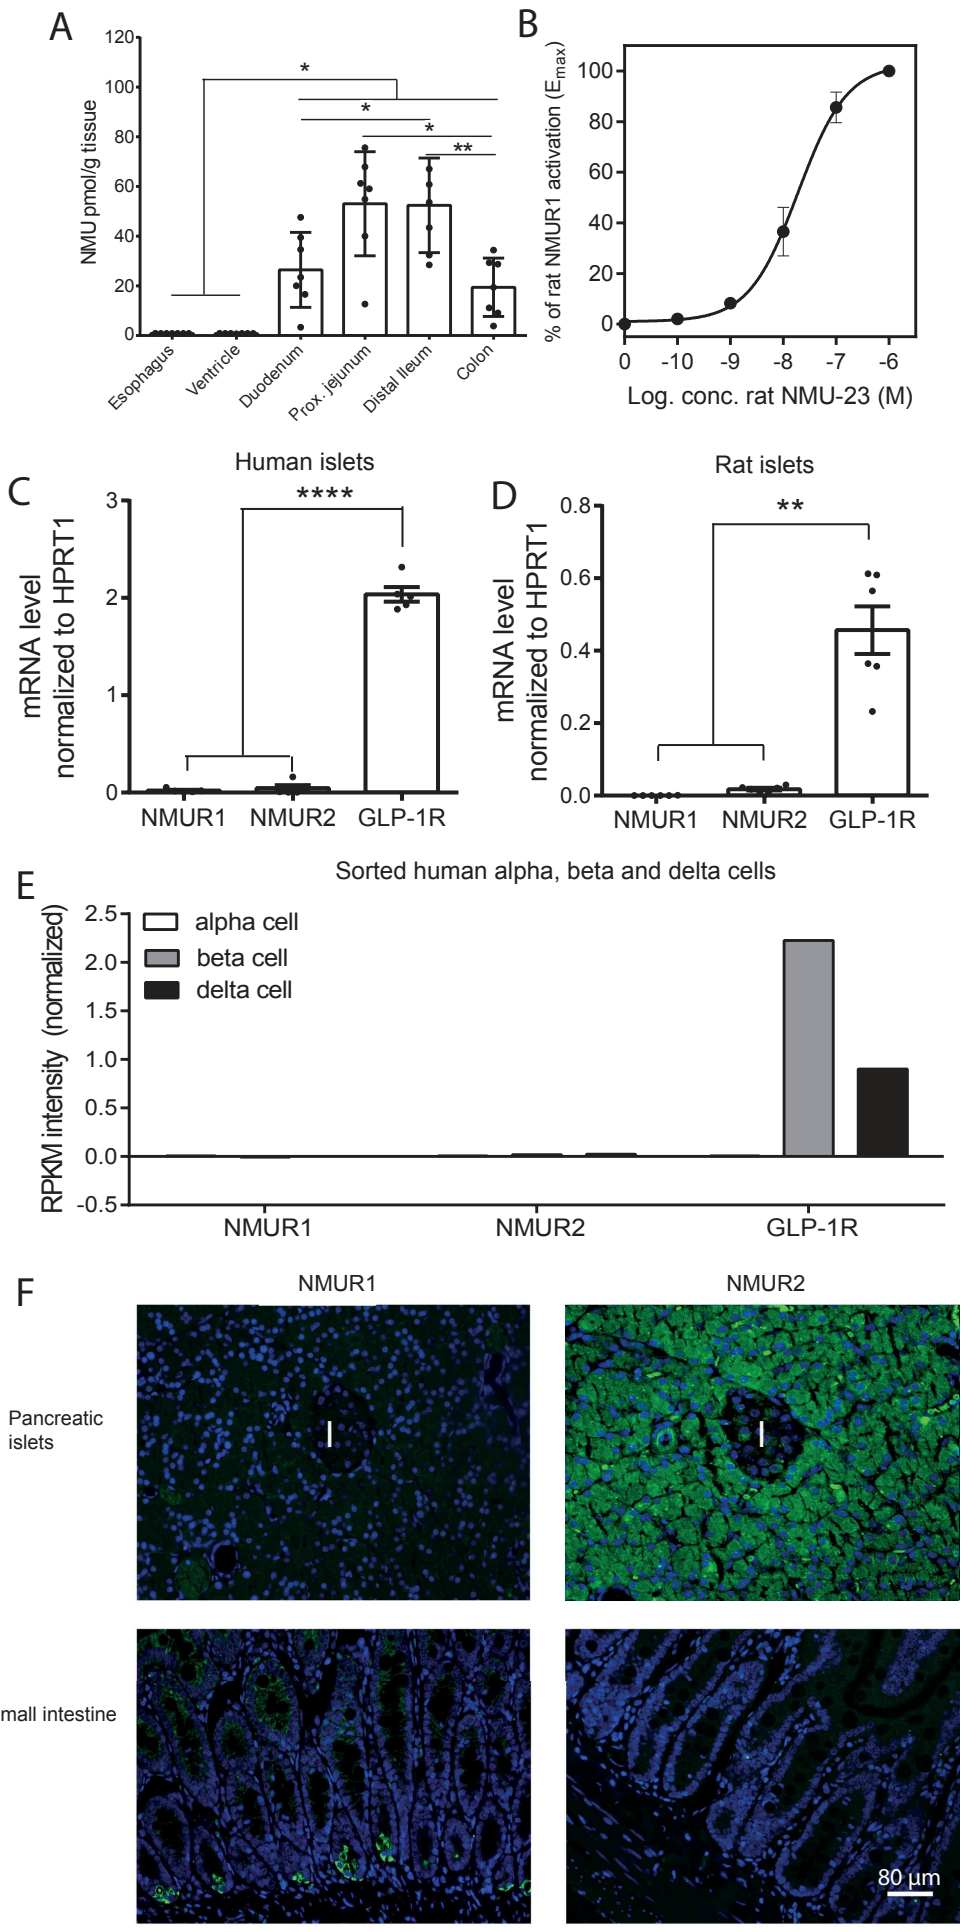 A
NMU pmol/g tissue
120
100
80
60
40
20
0
*
*
*
**
Esophagus
Ventricle
Duodenum
Prox. jejunum
Distal Ileum
Colon
B
% of rat NMUR1 activation (Emax)
100
80
60
40
20
0
0 -10 -9 -8 -7 -6
Log. conc. rat NMU-23 (M)
C
Human islets
mRNA level
normalized to HPRT1
3
2
1
0
****
NMUR1 NMUR2 GLP-1R
D
Rat islets
mRNA level
normalized to HPRT1
0.8
0.6
0.4
0.2
0.0
**
NMUR1 NMUR2 GLP-1R
E
Sorted human alpha, beta and delta cells
RPKM intensity (normalized)
2.5
2.0
1.5
1.0
0.5
0.0
-0.5
alpha cell
beta cell
delta cell
NMUR1 NMUR2 GLP-1R
F
NMUR1 NMUR2
Pancreatic
islets
I I
mall intestine
80 µm